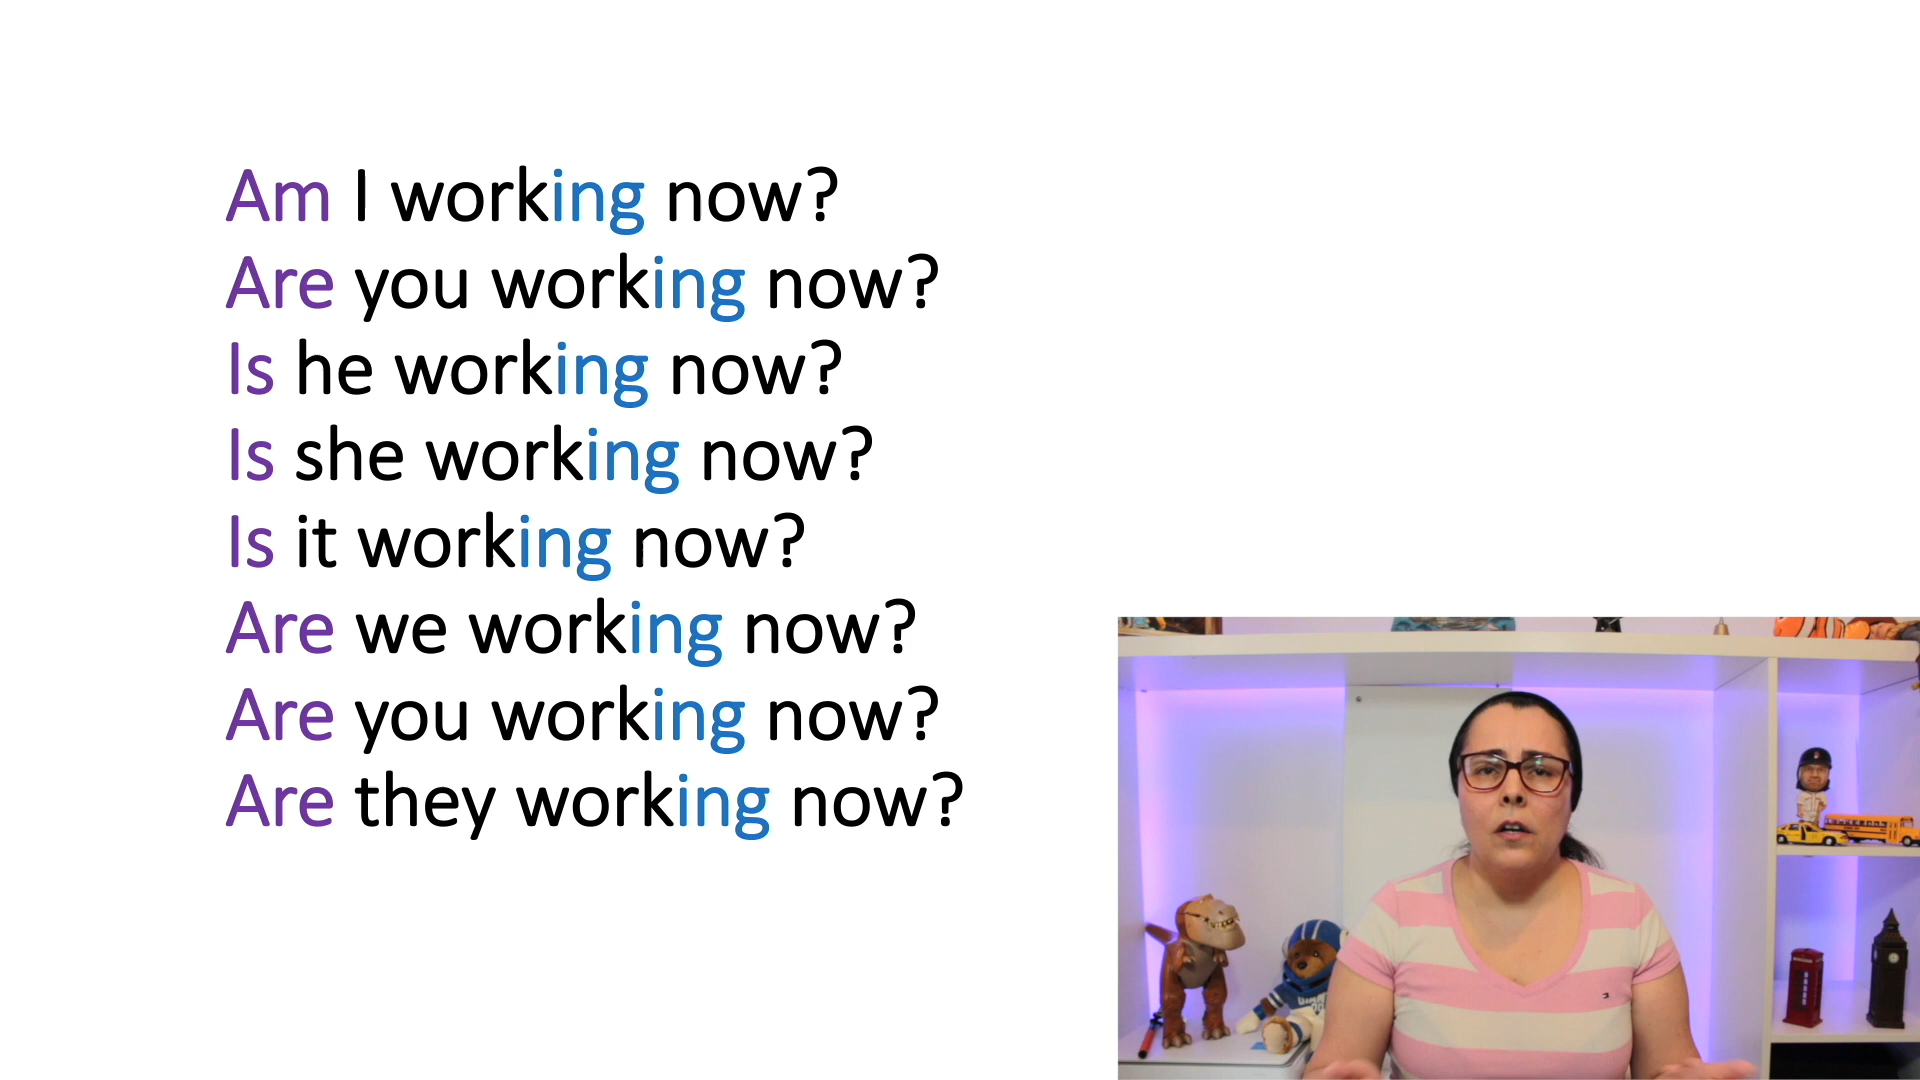 Am I working now?
Are you working now?
Is he working now?
Is she working now?
Is it working now?
Are we working now?
Are you working now?
Are they working now?